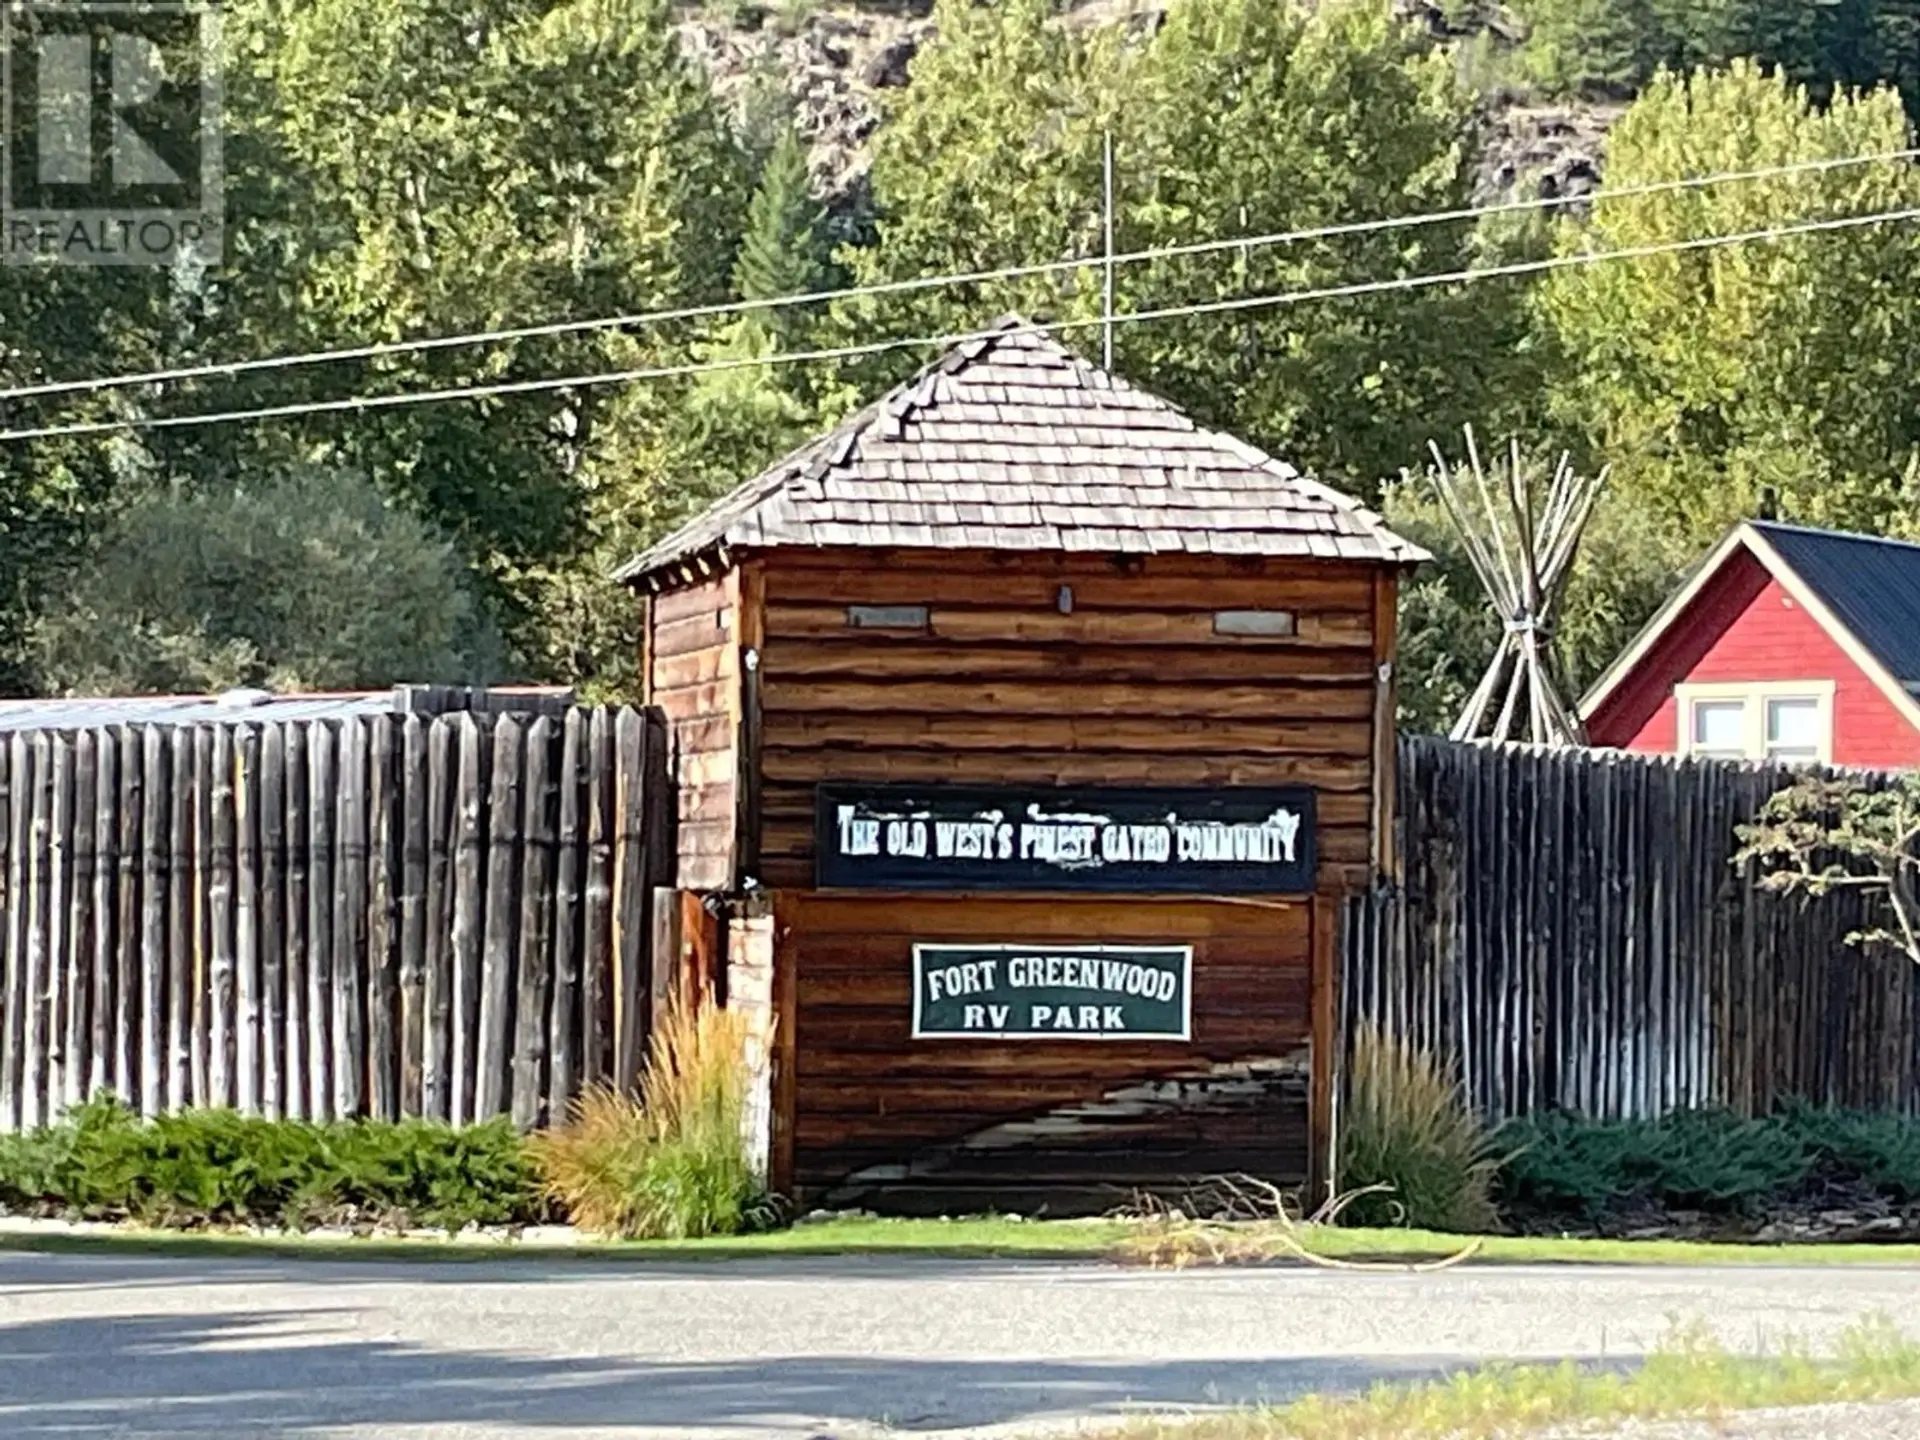 REALTOR
THE OLD WEST'S FINEST GATED COMMUNITY
FORT GREENWOOD
RV PARK